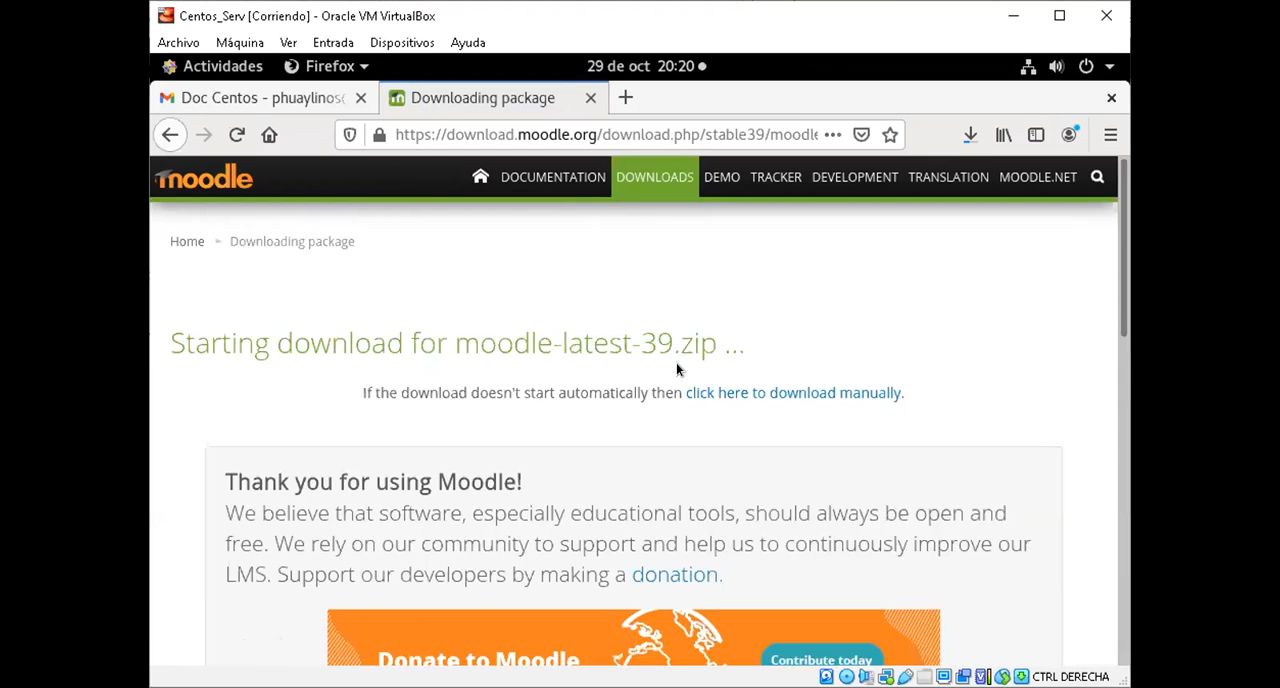 Centos_Serv [Corriendo] - Oracle VM VirtualBox
Archivo Máquina Ver Entrada Dispositivos Ayuda
Actividades Firefox 29 de oct 20:20
Doc Centos - phuaylinos( Downloading package
https://download.moodle.org/download.php/stable39/moodle
moodle DOCUMENTATION DOWNLOADS DEMO TRACKER DEVELOPMENT TRANSLATION MOODLE.NET
Home Downloading package
Starting download for moodle-latest-39.zip ...
If the download doesn't start automatically then click here to download manually.
Thank you for using Moodle!
We believe that software, especially educational tools, should always be open and
free. We rely on our community to support and help us to continuously improve our
LMS. Support our developers by making a donation.
Donate to Moodle Contribute today
CTRL DERECHA